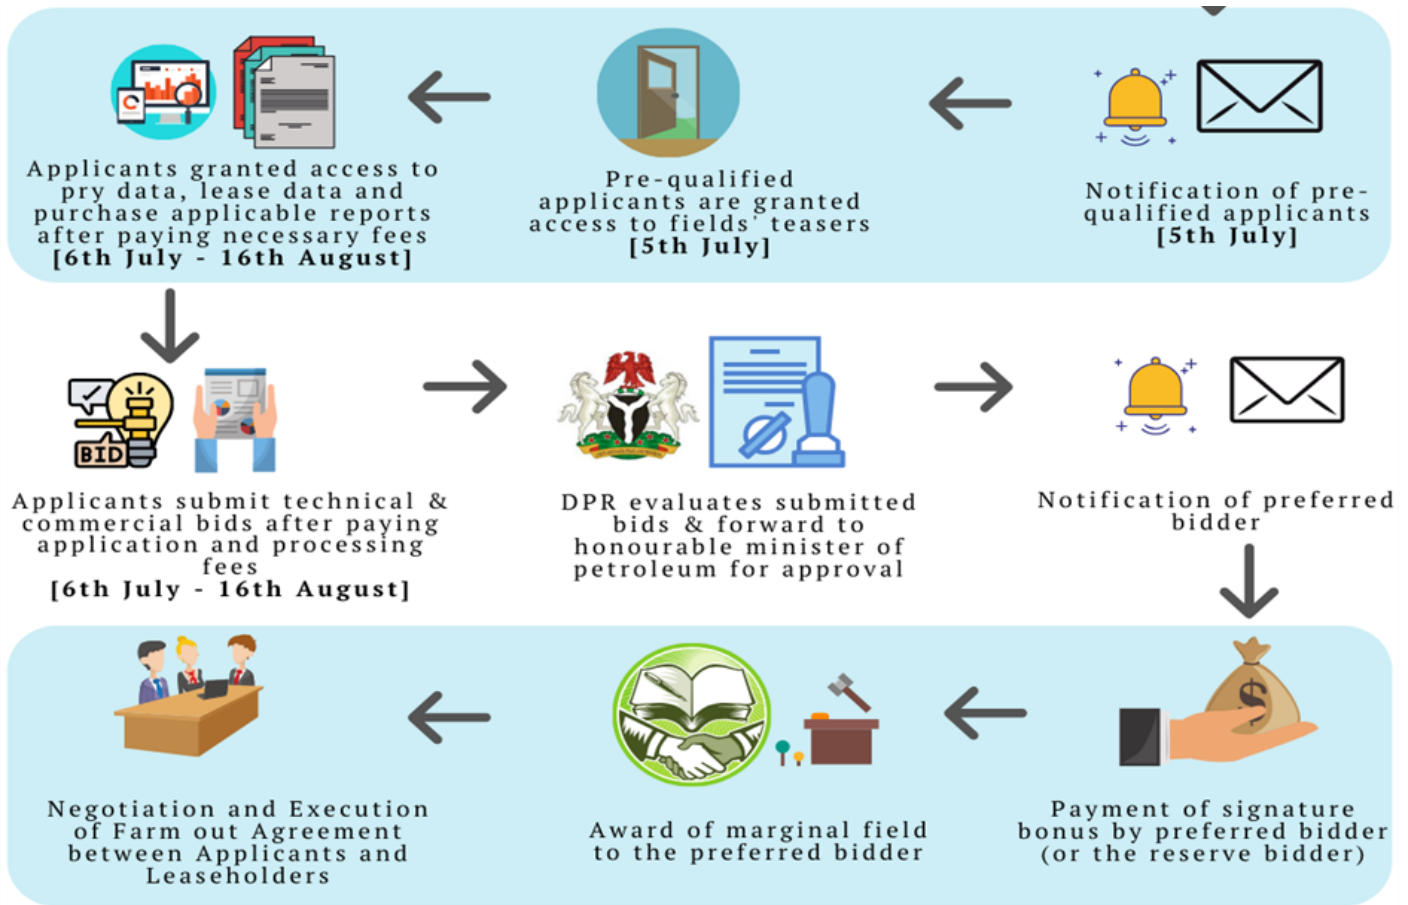 Notification of pre-
qualified applicants
[5th July]
Pre-qualified
applicants are granted
access to fields' teasers
[5th July]
Applicants granted access to
pry data, lease data and
purchase applicable reports
after paying necessary fees
[6th July - 16th August]
BID
Applicants submit technical &
commercial bids after paying
application and processing
fees
[6th July - 16th August]
DPR evaluates submitted
bids & forward to
honourable minister of
petroleum for approval
Notification of preferred
bidder
$
Payment of signature
bonus by preferred bidder
(or the reserve bidder)
Award of marginal field
to the preferred bidder
Negotiation and Execution
of Farm out Agreement
between Applicants and
Leaseholders